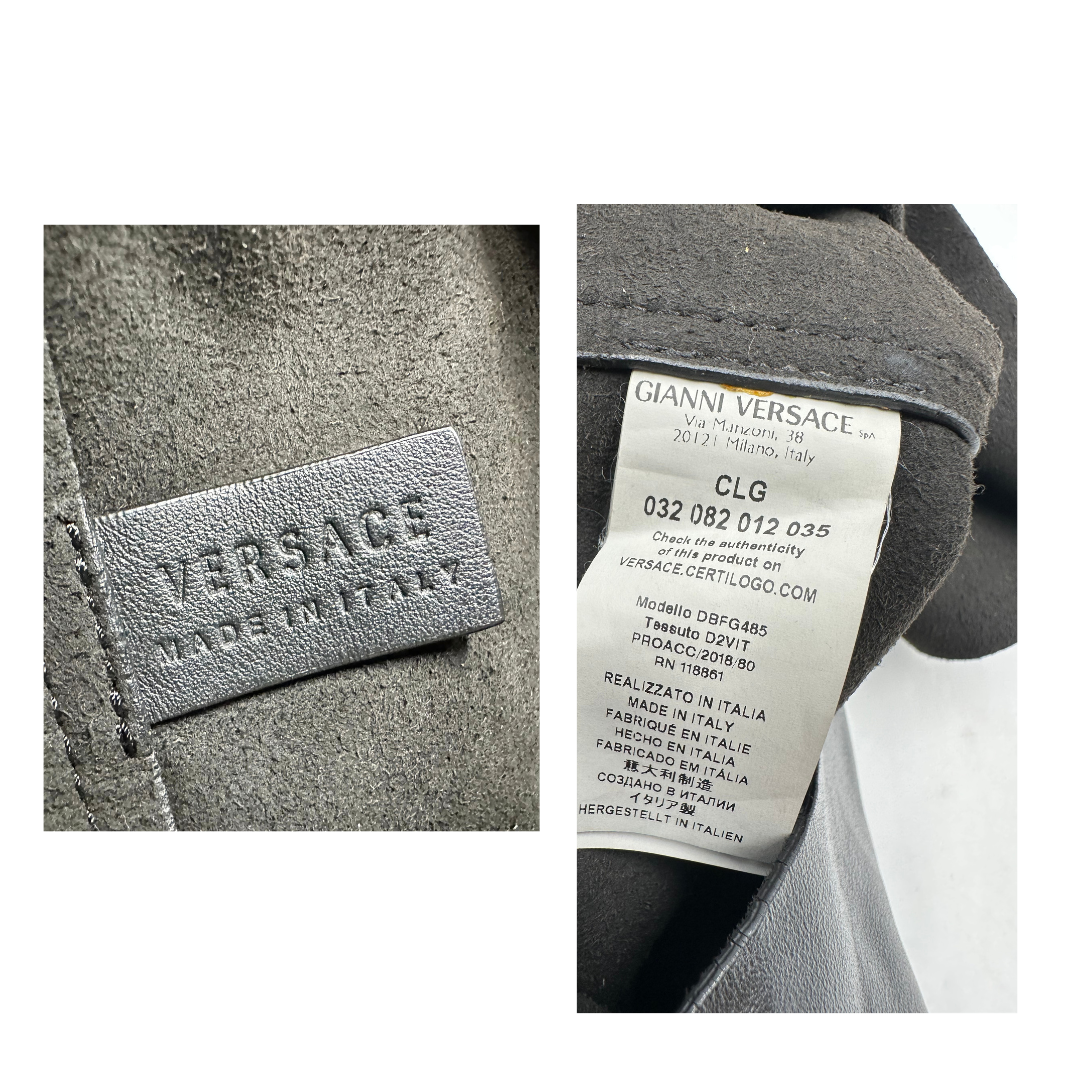 VERSACE
MADE IN ITALY
GIANNI VERSACE SpA
Via Manzoni, 38
20121 Milano, Italy
CLG
032 082 012 035
Check the authenticity
of this product on
VERSACE.CERTILOGO.COM
Modello DBFG485
Tessuto D2VIT
PROACC/2018/80
RN 118861
REALIZZATO IN ITALIA
MADE IN ITALY
FABRIQUÉ EN ITALIE
HECHO EN ITALIA
FABRICADO EM ITÁLIA
意大利制造
СОЗДАНО В ИТАЛИИ
イタリア製
HERGESTELLT IN ITALIEN